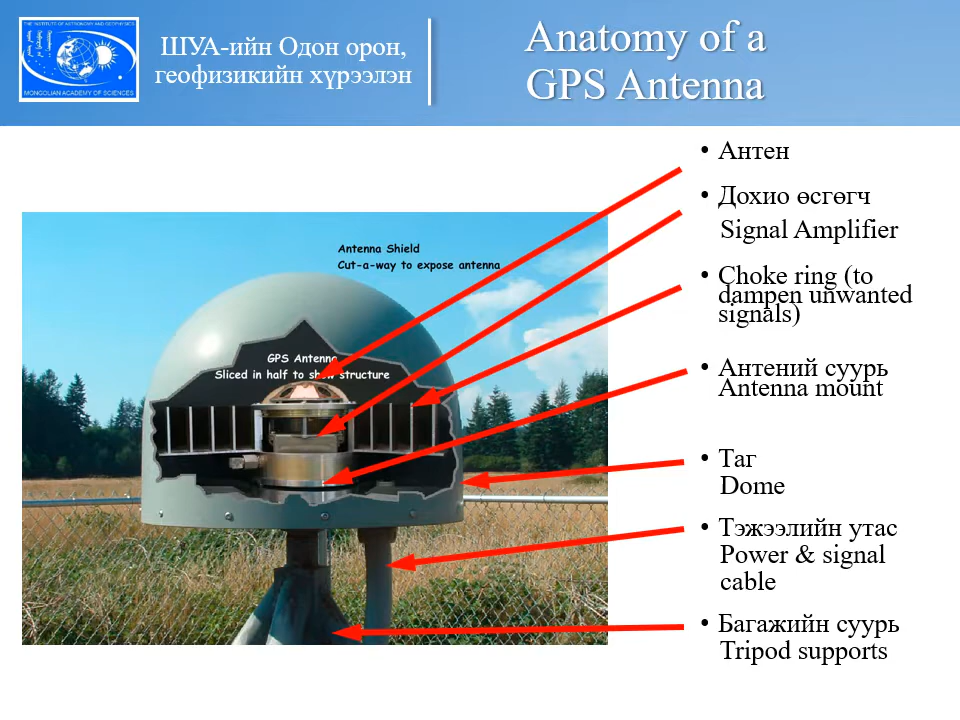 THE INSTITUTE OF ASTRONOMY AND GEOPHYSICS
MONGOLIAN ACADEMY OF SCIENCES
ШУА-ийн Одон орон,
геофизикийн хүрээлэн
Anatomy of a
GPS Antenna
• Антен
• Дохио өсгөгч
Signal Amplifier
• Choke ring (to
dampen unwanted
signals)
• Антений суурь
Antenna mount
• Таг
Dome
• Тэжээлийн утас
Power & signal
cable
• Багажийн суурь
Tripod supports
Antenna Shield
Cut-a-way to expose antenna
GPS Antenna
Sliced in half to show structure